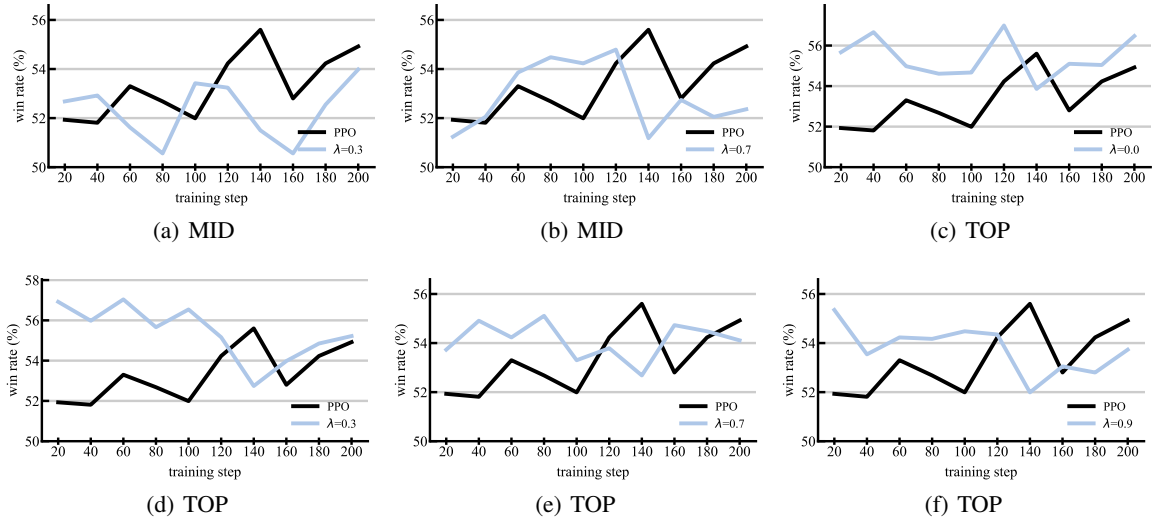 win rate (%)
56
54
52
50
PPO
λ=0.3
20 40 60 80 100 120 140 160 180 200
training step
(a) MID
win rate (%)
56
54
52
50
PPO
λ=0.7
20 40 60 80 100 120 140 160 180 200
training step
(b) MID
win rate (%)
56
54
52
50
PPO
λ=0.0
20 40 60 80 100 120 140 160 180 200
training step
(c) TOP
win rate (%)
58
56
54
52
50
PPO
λ=0.3
20 40 60 80 100 120 140 160 180 200
training step
(d) TOP
win rate (%)
56
54
52
50
PPO
λ=0.7
20 40 60 80 100 120 140 160 180 200
training step
(e) TOP
win rate (%)
56
54
52
50
PPO
λ=0.9
20 40 60 80 100 120 140 160 180 200
training step
(f) TOP